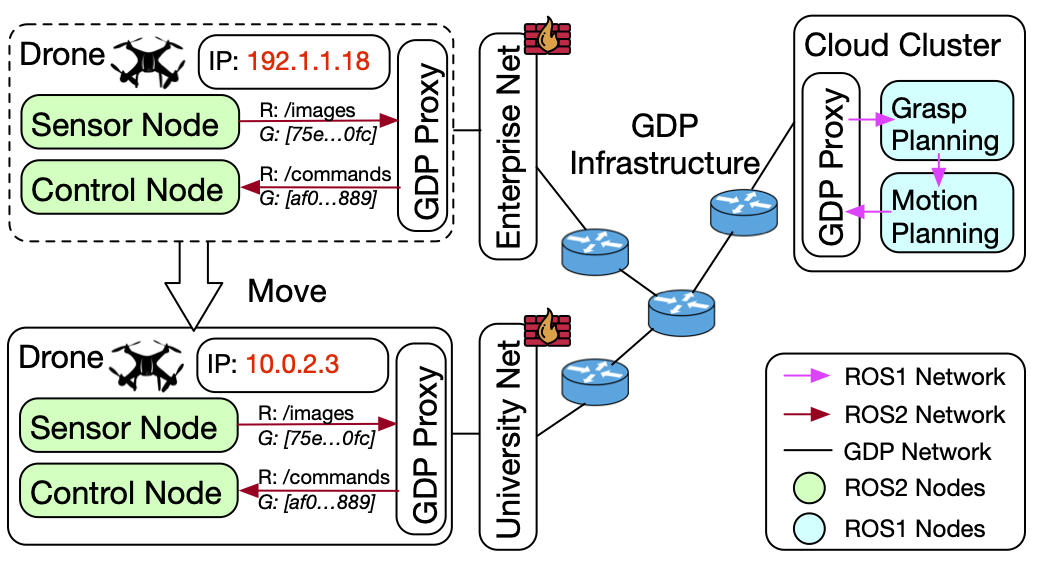 Drone
IP: 192.1.1.18
Sensor Node
R: /images
G: [75e...0fc]
Control Node
R: /commands
G: [af0...889]
GDP Proxy
Enterprise Net
Move
Drone
IP: 10.0.2.3
Sensor Node
R: /images
G: [75e...0fc]
Control Node
R: /commands
G: [af0...889]
GDP Proxy
University Net
GDP
Infrastructure
Cloud Cluster
GDP Proxy
Grasp
Planning
Motion
Planning
ROS1 Network
ROS2 Network
GDP Network
ROS2 Nodes
ROS1 Nodes